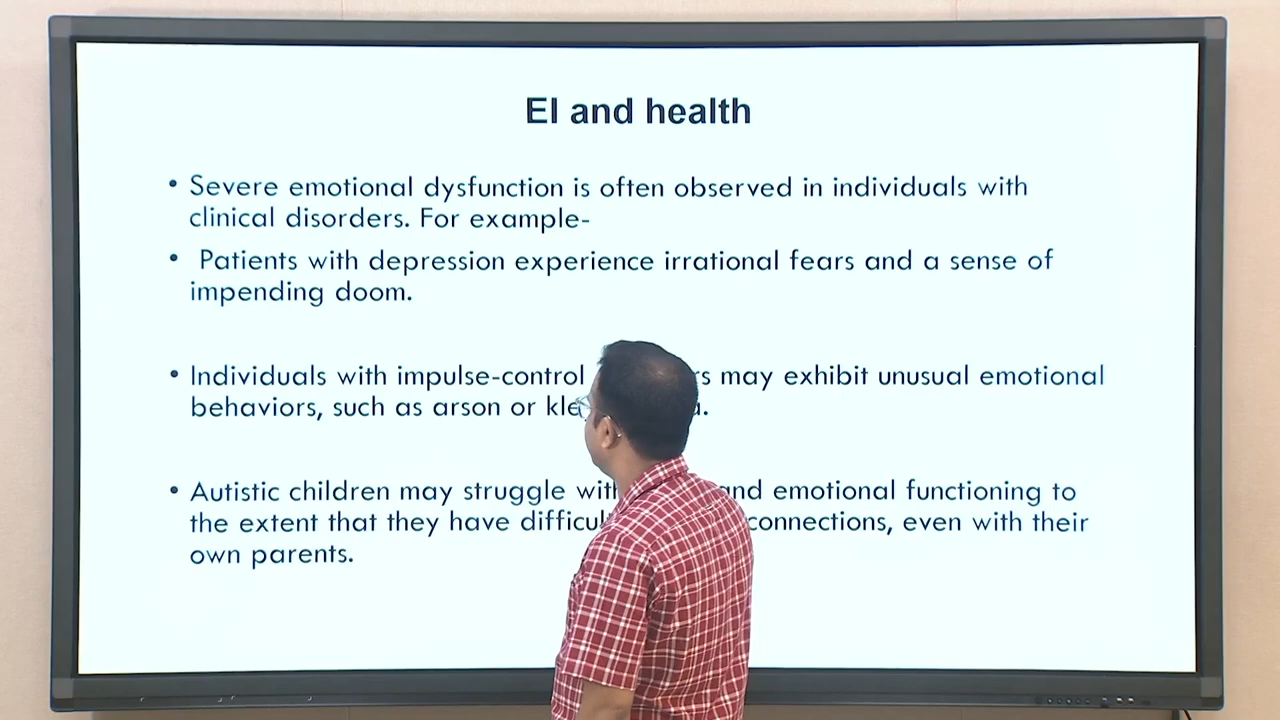 EI and health
• Severe emotional dysfunction is often observed in individuals with
clinical disorders. For example-
• Patients with depression experience irrational fears and a sense of
impending doom.
• Individuals with impulse-control may exhibit unusual emotional
behaviors, such as arson or
• Autistic children may struggle with and emotional functioning to
the extent that they have connections, even with their
own parents.